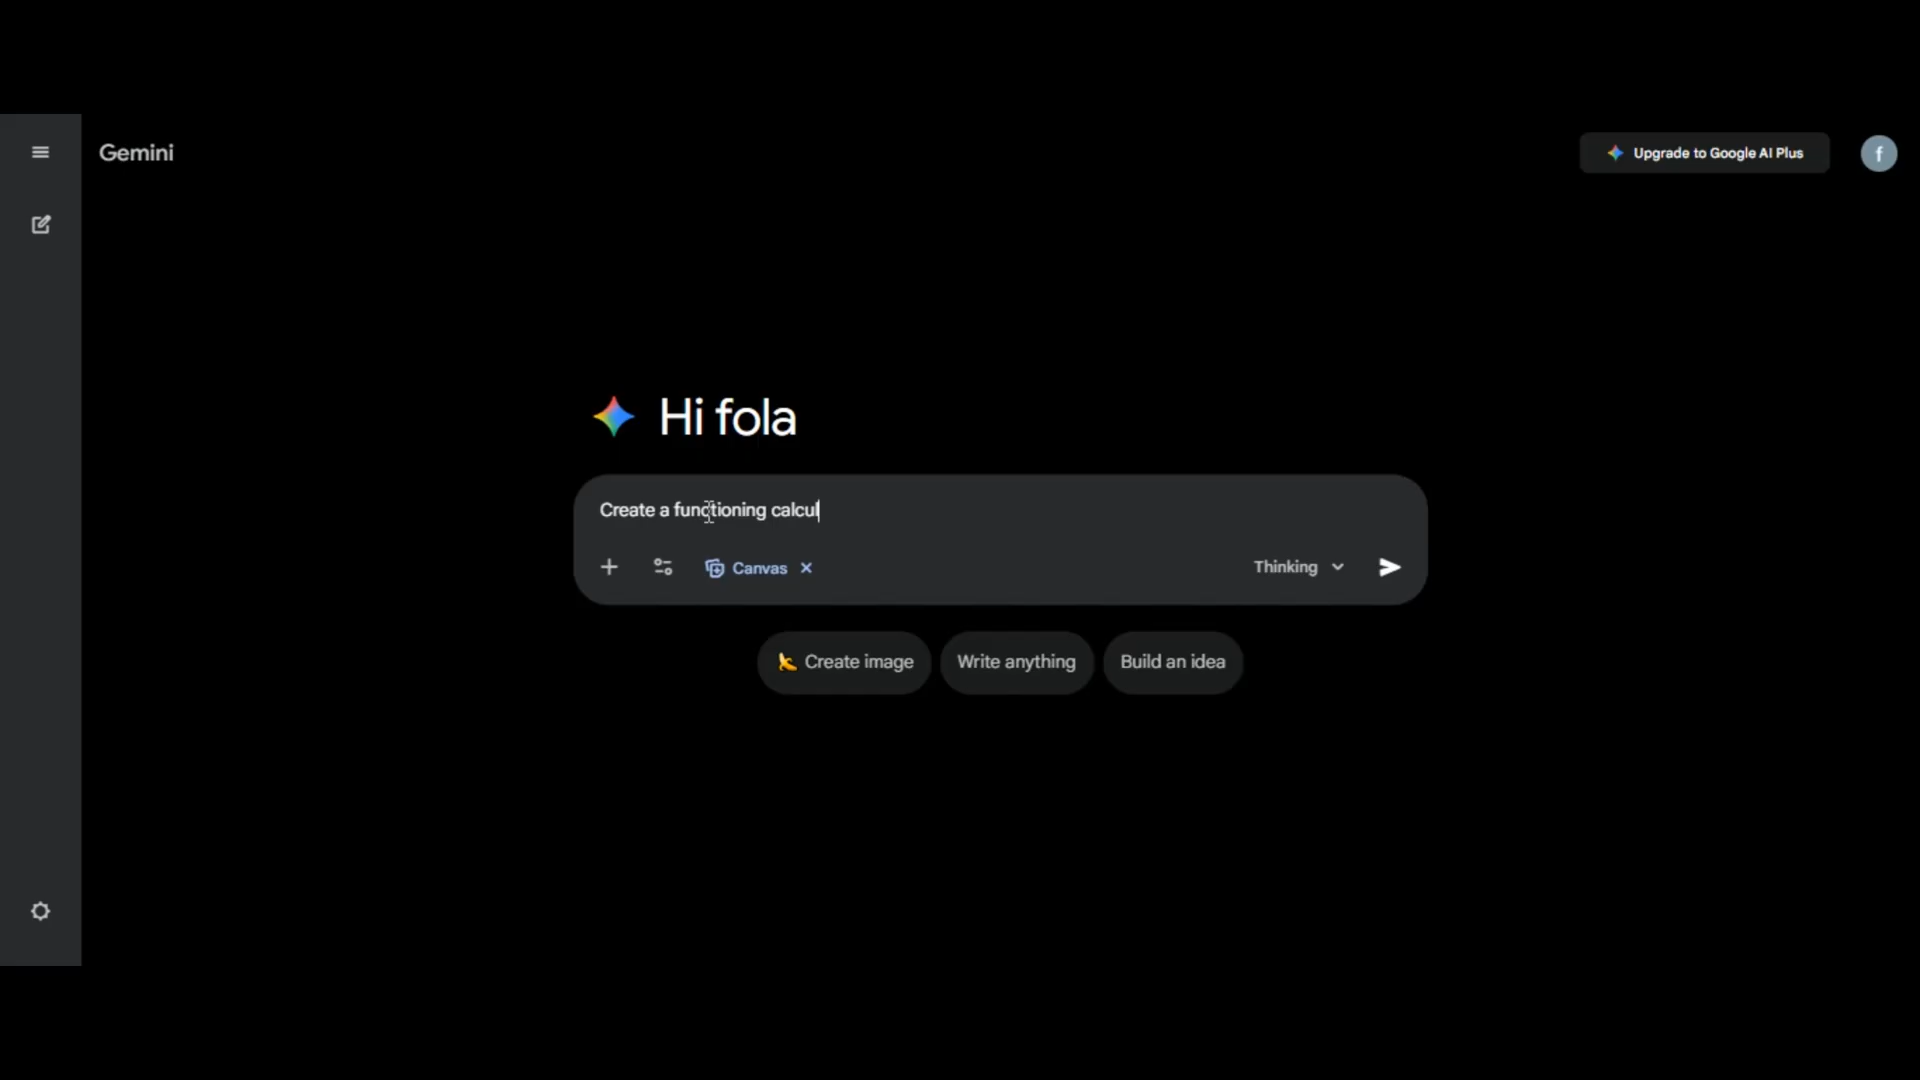 Gemini
Upgrade to Google AI Plus
f
Hi fola
Create a functioning calcul
Canvas
Thinking
Create image
Write anything
Build an idea